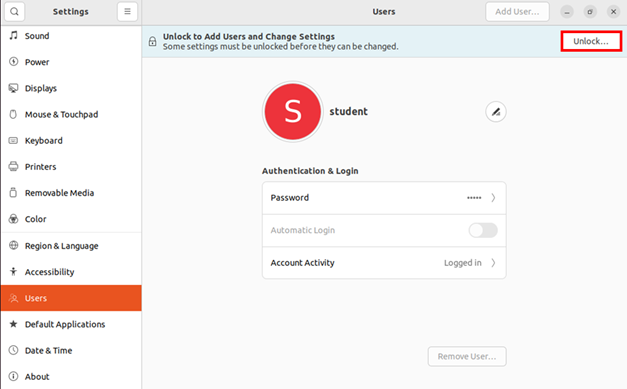 Settings
Users
Add User...
Sound
Power
Displays
Mouse & Touchpad
Keyboard
Printers
Removable Media
Color
Region & Language
Accessibility
Users
Default Applications
Date & Time
About
Unlock to Add Users and Change Settings
Some settings must be unlocked before they can be changed.
Unlock...
S
student
Authentication & Login
Password •••••
Automatic Login
Account Activity Logged in
Remove User...